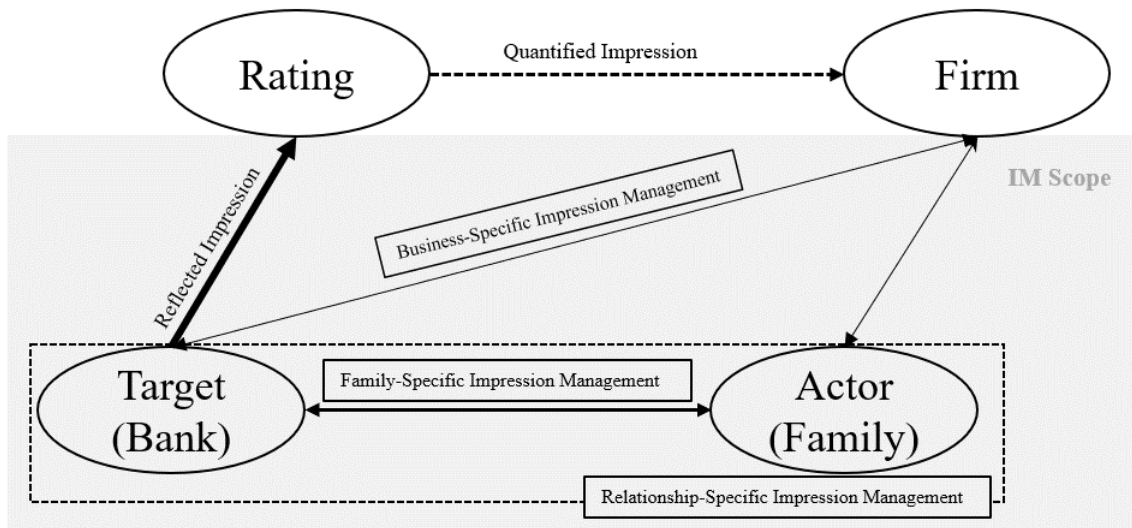 Quantified Impression
Rating
Firm
IM Scope
Business-Specific Impression Management
Reflected Impression
Target
(Bank)
Family-Specific Impression Management
Actor
(Family)
Relationship-Specific Impression Management